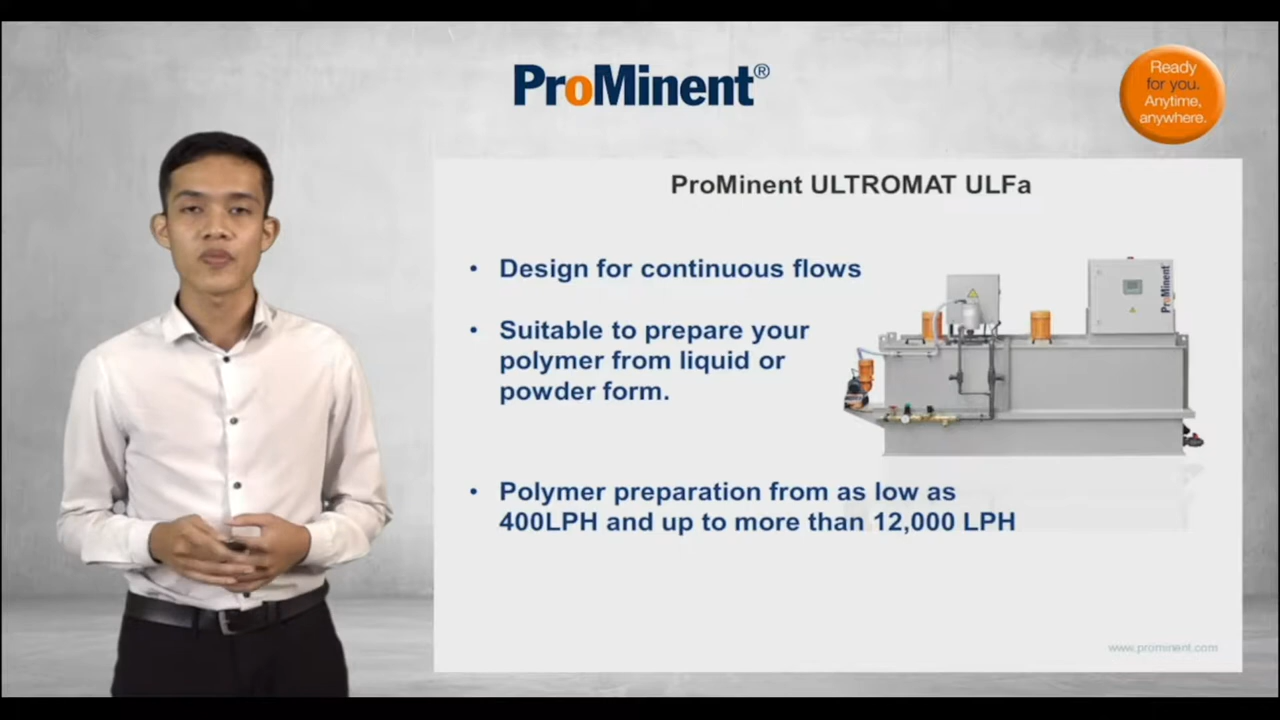 ProMinent®
Ready
for you.
Anytime,
anywhere.
ProMinent ULTROMAT ULFa
• Design for continuous flows
• Suitable to prepare your
polymer from liquid or
powder form.
ProMinent
• Polymer preparation from as low as
400LPH and up to more than 12,000 LPH
www.prominent.com